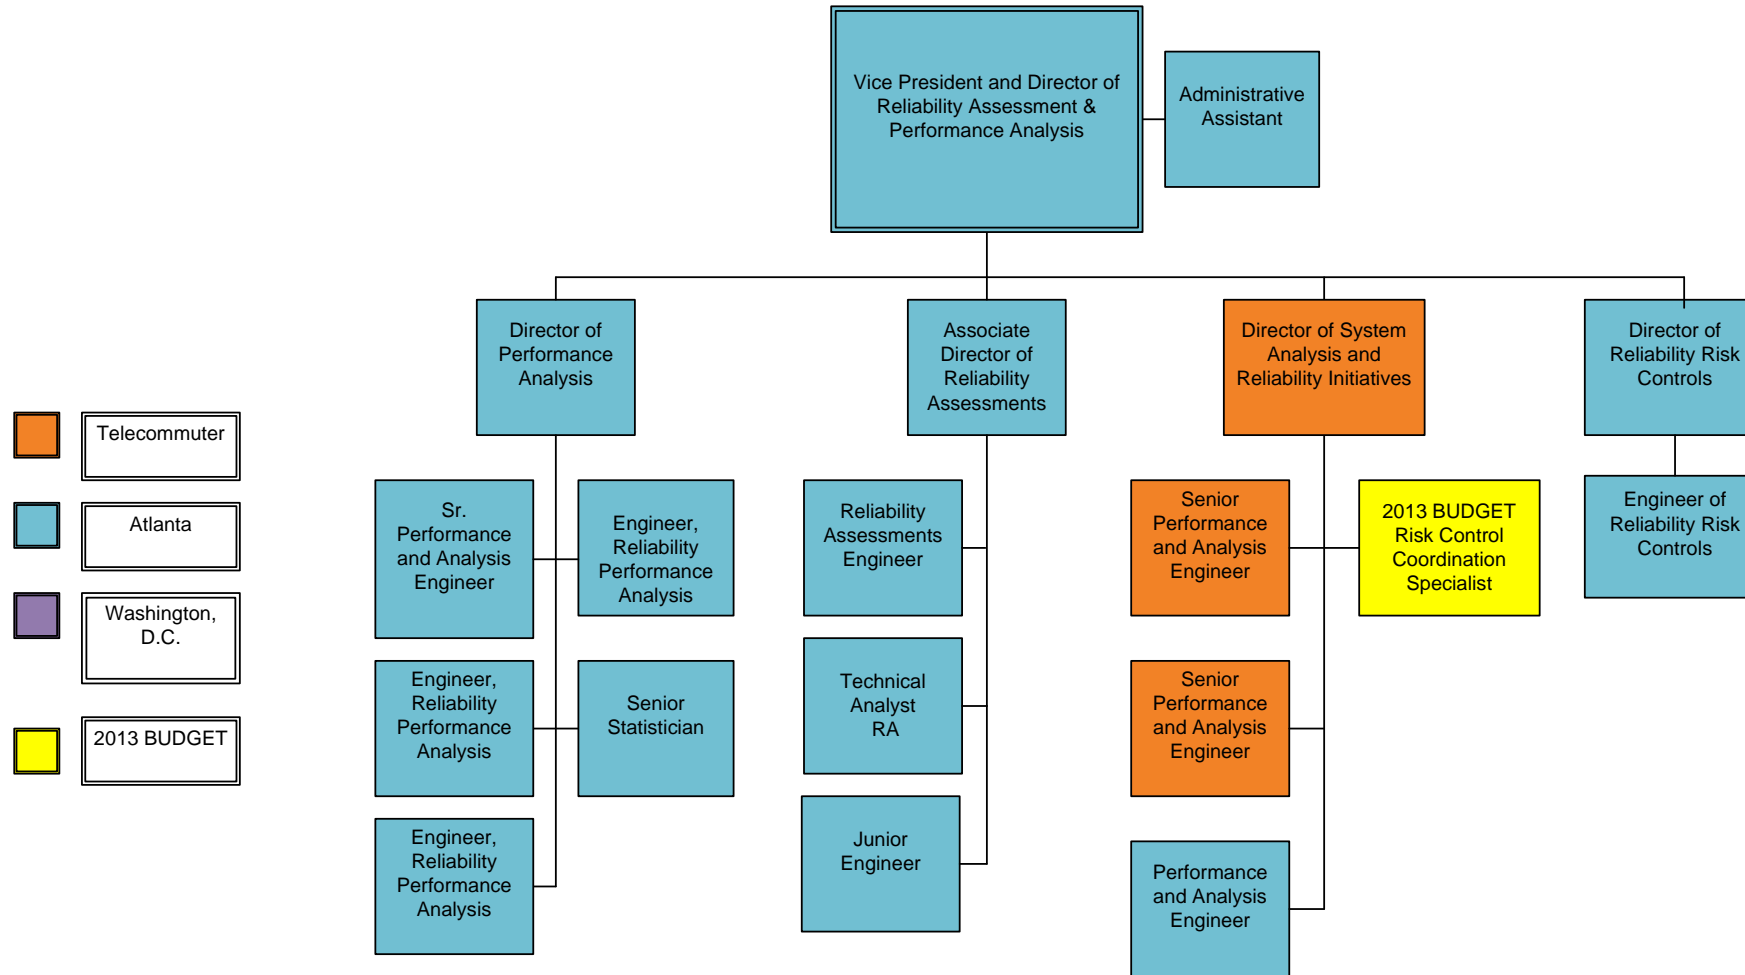 Vice President and Director of
Reliability Assessment &
Performance Analysis
Administrative
Assistant
Director of
Performance
Analysis
Associate
Director of
Reliability
Assessments
Director of System
Analysis and
Reliability Initiatives
Director of
Reliability Risk
Controls
Telecommuter
Atlanta
Washington,
D.C.
2013 BUDGET
Sr.
Performance
and Analysis
Engineer
Engineer,
Reliability
Performance
Analysis
Engineer,
Reliability
Performance
Analysis
Senior
Statistician
Engineer,
Reliability
Performance
Analysis
Reliability
Assessments
Engineer
Technical
Analyst
RA
Junior
Engineer
Senior
Performance
and Analysis
Engineer
2013 BUDGET
Risk Control
Coordination
Specialist
Senior
Performance
and Analysis
Engineer
Performance
and Analysis
Engineer
Engineer of
Reliability Risk
Controls